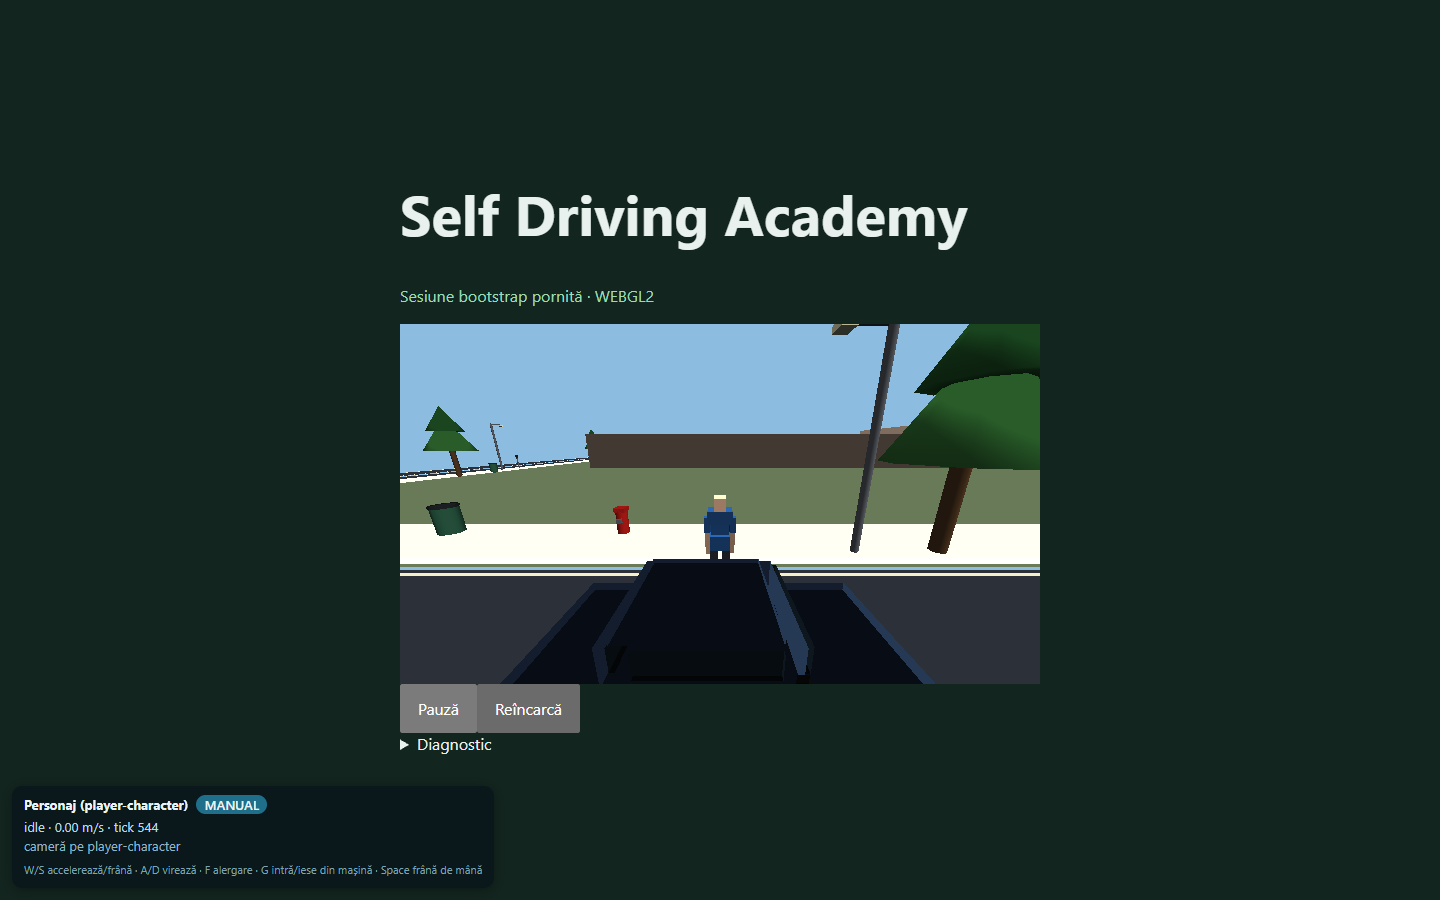 Self Driving Academy
Sesiune bootstrap pornită · WEBGL2
Pauză
Reîncarcă
Diagnostic
Personaj (player-character) MANUAL
idle · 0.00 m/s · tick 544
cameră pe player-character
W/S accelerează/frână · A/D virează · F alergare · G intră/iese din mașină · Space frână de mână